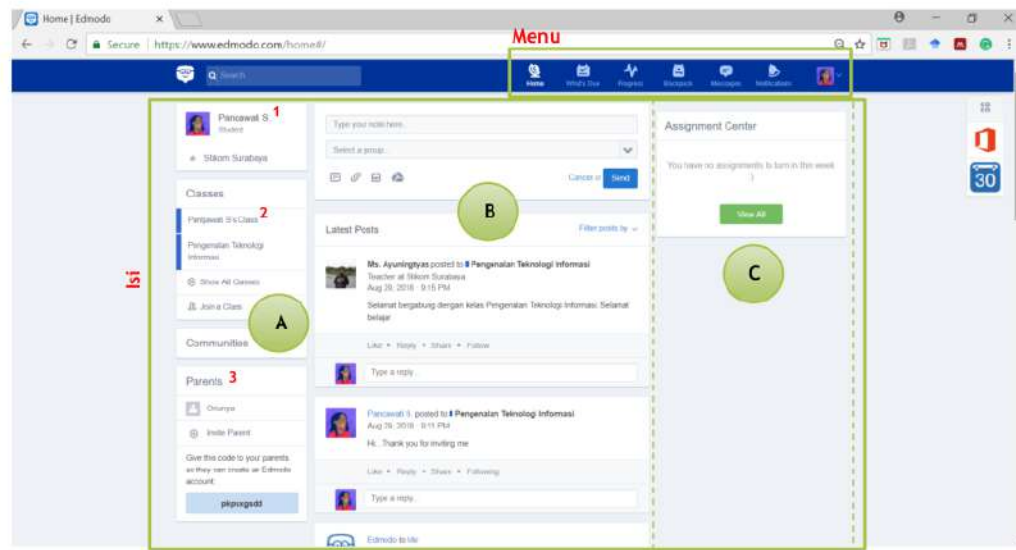 Home | Edmodo
Secure
https://www.edmodo.com/home#/
Menu
Search
Home
What's Due
Progress
Backpack
Messages
Notifications
Isi
Pancawati S. 1
Student
Stikom Surabaya
Classes
Pancawati S's Class 2
Pengenalan Teknologi
Informasi
Show All Classes
Join a Class
A
Communities
Parents 3
Orianya
Invite Parent
Give this code to your parents
so they can create an Edmodo
account:
Type your note here...
Select a group...
Cancel or Send
B
Latest Posts
Filter posts by
Ms. Ayuningtyas posted to Pengenalan Teknologi Informasi
Teacher at Stikom Surabaya
Aug 29, 2018 · 9:15 PM
Selamat bergabung dengan kelas Pengenalan Teknologi Informasi. Selamat
belajar
Like • Reply • Share • Follow
Type a reply...
Pancawati S. posted to Pengenalan Teknologi Informasi
Aug 29, 2018 · 9:11 PM
Hi.. Thank you for inviting me
Like • Reply • Share • Following
Type a reply...
Edmodo to Me
Assignment Center
You have no assignments to turn in this week
:)
View All
C
30